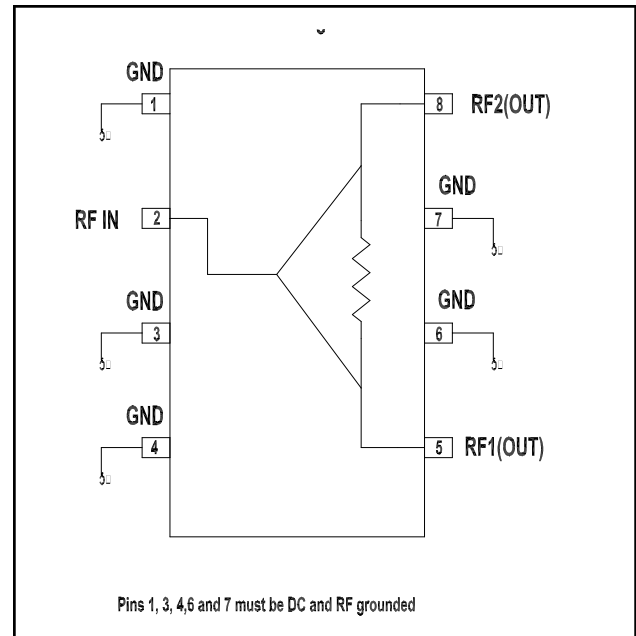 GND
1
8
RF2(OUT)
GND
RF IN
2
7
GND
GND
3
6
GND
4
5
RF1(OUT)
Pins 1, 3, 4,6 and 7 must be DC and RF grounded